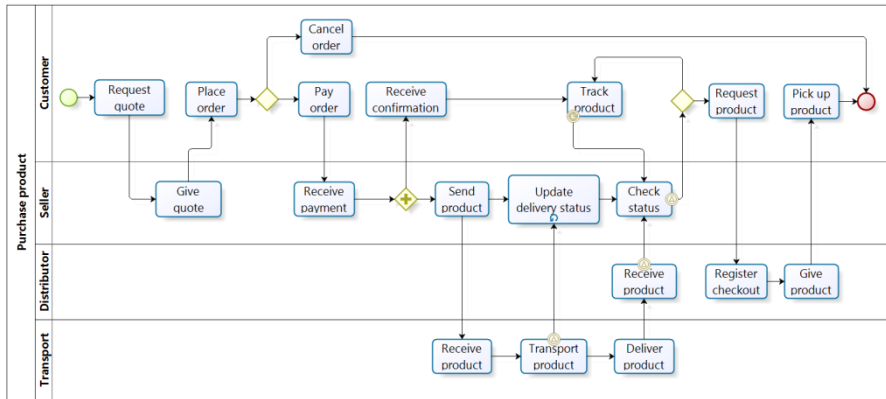 Purchase product
Customer
Cancel
order
Request
quote
Place
order
Pay
order
Receive
confirmation
Track
product
Request
product
Pick up
product
Seller
Give
quote
Receive
payment
Send
product
Update
delivery status
Check
status
Distributor
Receive
product
Register
checkout
Give
product
Transport
Receive
product
Transport
product
Deliver
product